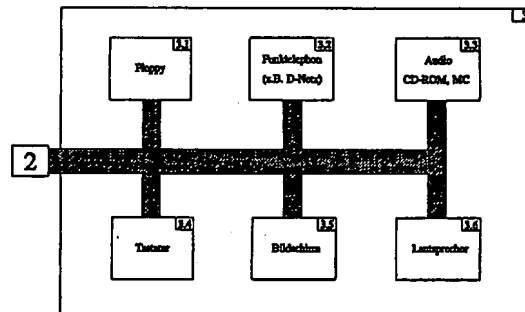 3.1
Floppy
3.2
Funktelephon
(z.B. D-Netz)
3.3
Audio
CD-ROM, MC
2
3.4
Tastatur
3.5
Bildschirm
3.6
Lautsprecher